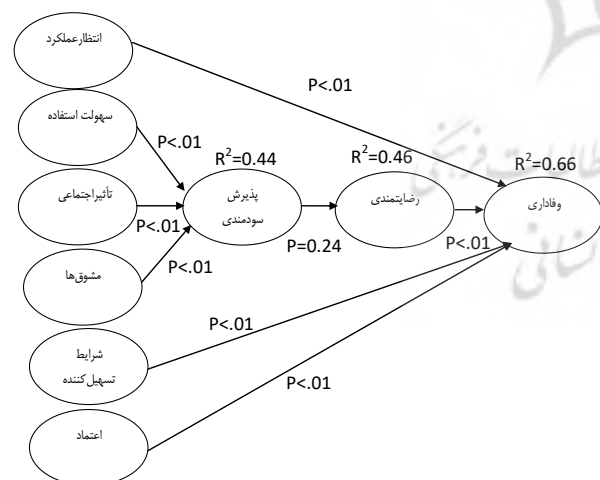 انتظارعملکرد
P<.01
سهولت استفاده
P<.01
R²=0.44
R²=0.46
R²=0.66
تأثیراجتماعی
P<.01
پذیرش
سودمندی
P=0.24
رضایتمندی
P<.01
وفاداری
مشوق‌ها
P<.01
شرایط
تسهیل‌کننده
P<.01
اعتماد
P<.01